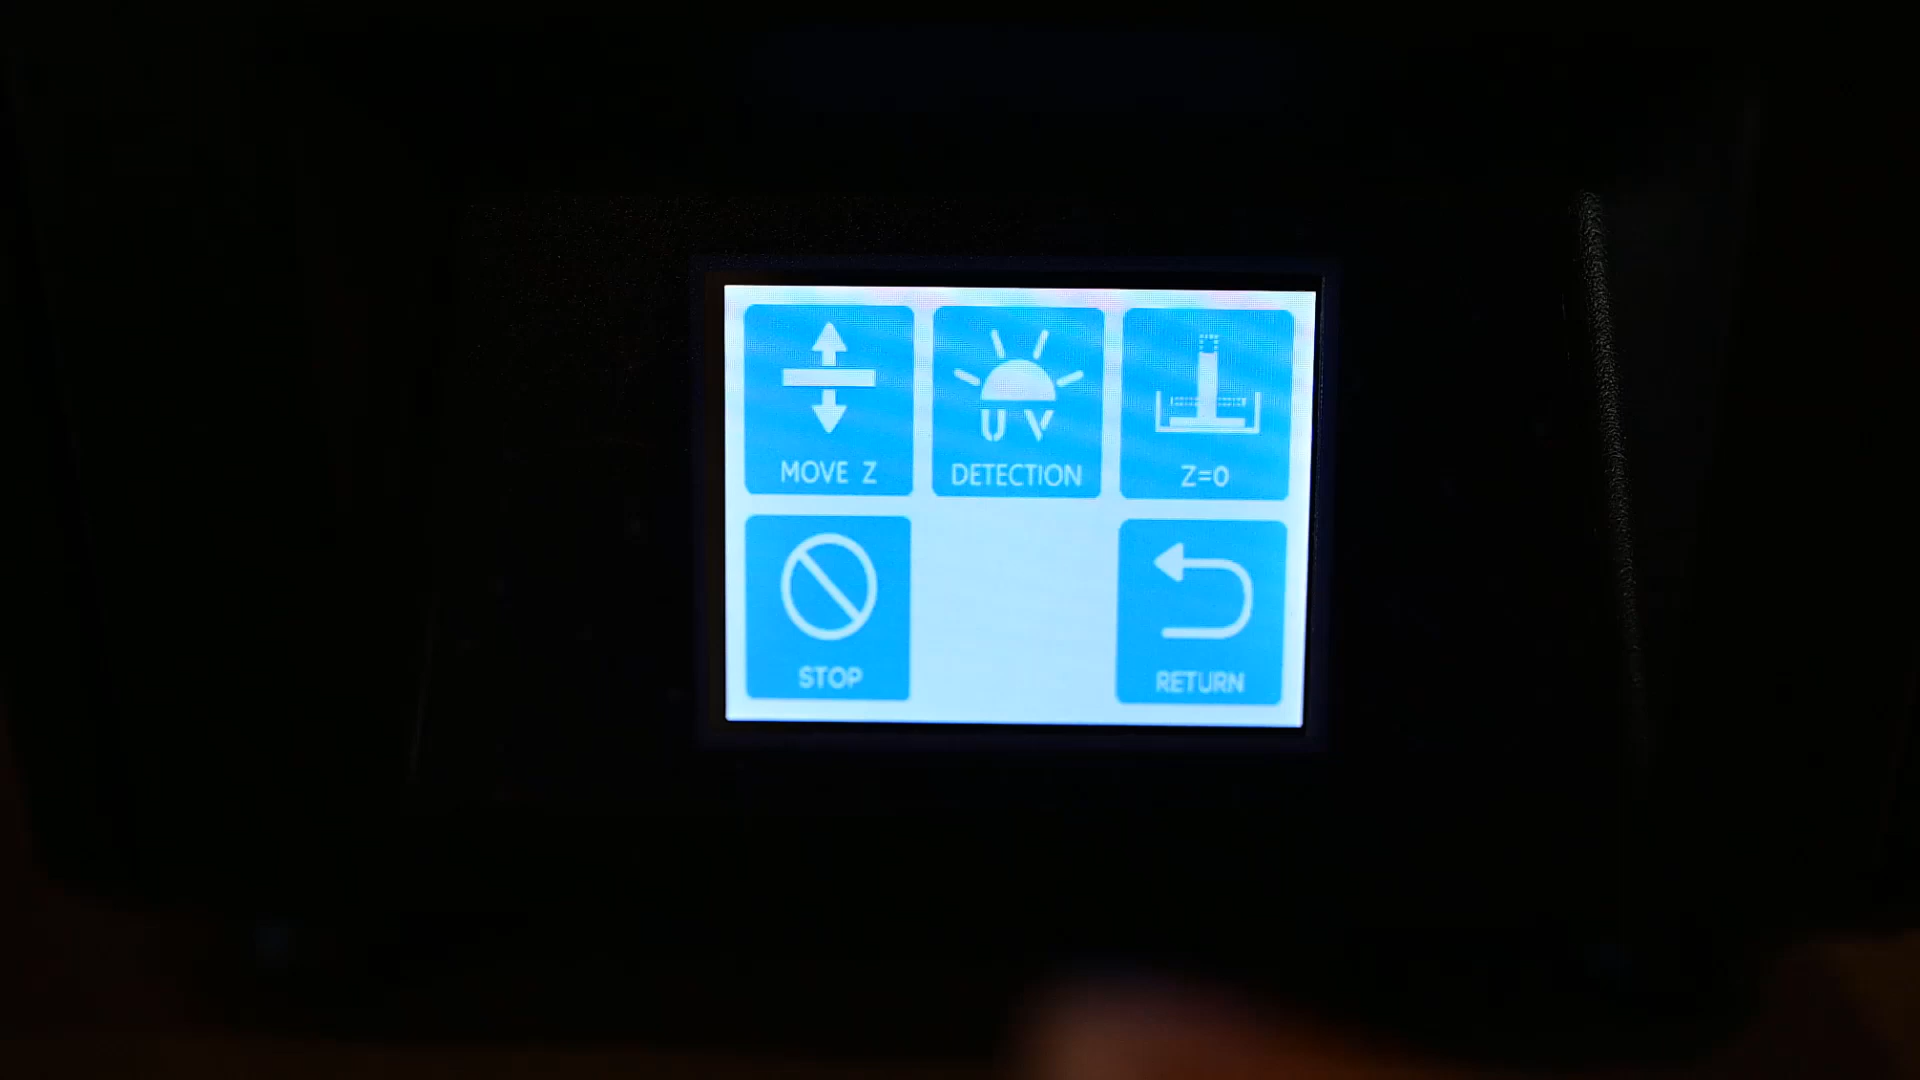 MOVE Z
UV
DETECTION
Z=0
STOP
RETURN